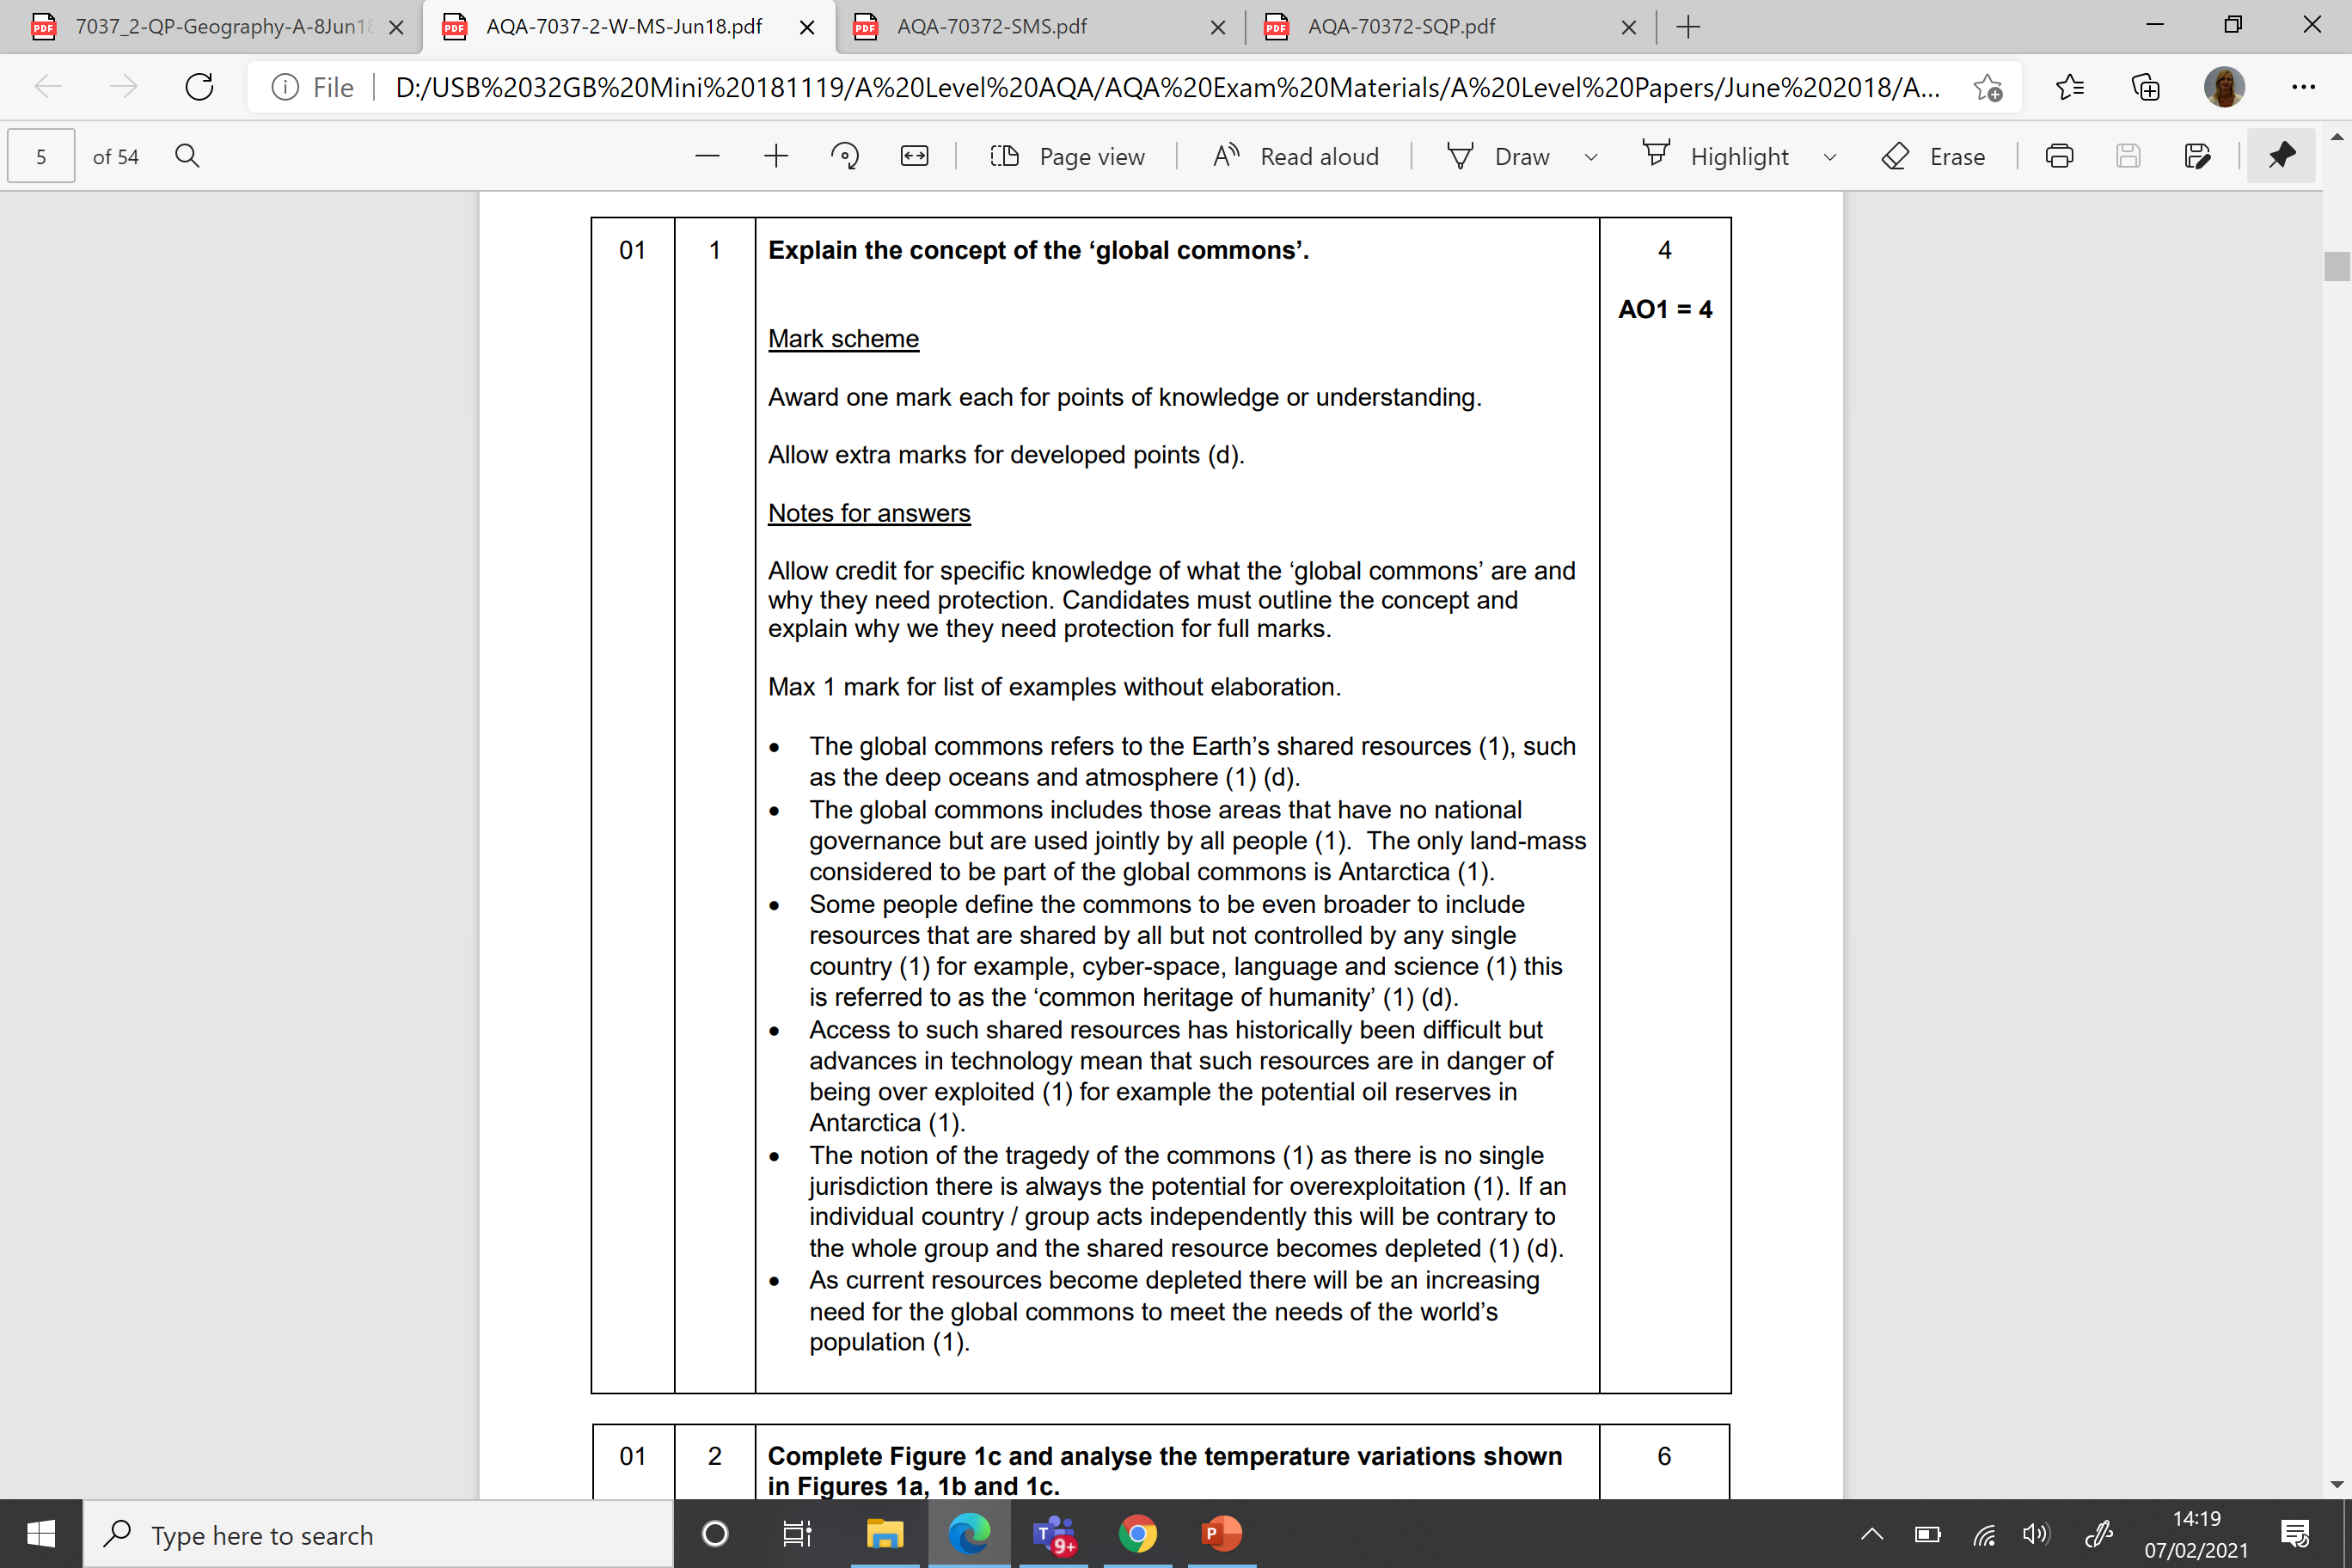 7037_2-QP-Geography-A-8Jun18
AQA-7037-2-W-MS-Jun18.pdf
AQA-70372-SMS.pdf
AQA-70372-SQP.pdf
File
D:/USB%2032GB%20Mini%20181119/A%20Level%20AQA/AQA%20Exam%20Materials/A%20Level%20Papers/June%202018/A...
5 of 54
Page view
Read aloud
Draw
Highlight
Erase
01 1 Explain the concept of the ‘global commons’. 4
AO1 = 4
Mark scheme
Award one mark each for points of knowledge or understanding.
Allow extra marks for developed points (d).
Notes for answers
Allow credit for specific knowledge of what the ‘global commons’ are and
why they need protection. Candidates must outline the concept and
explain why we they need protection for full marks.
Max 1 mark for list of examples without elaboration.
• The global commons refers to the Earth’s shared resources (1), such
as the deep oceans and atmosphere (1) (d).
• The global commons includes those areas that have no national
governance but are used jointly by all people (1). The only land-mass
considered to be part of the global commons is Antarctica (1).
• Some people define the commons to be even broader to include
resources that are shared by all but not controlled by any single
country (1) for example, cyber-space, language and science (1) this
is referred to as the ‘common heritage of humanity’ (1) (d).
• Access to such shared resources has historically been difficult but
advances in technology mean that such resources are in danger of
being over exploited (1) for example the potential oil reserves in
Antarctica (1).
• The notion of the tragedy of the commons (1) as there is no single
jurisdiction there is always the potential for overexploitation (1). If an
individual country / group acts independently this will be contrary to
the whole group and the shared resource becomes depleted (1) (d).
• As current resources become depleted there will be an increasing
need for the global commons to meet the needs of the world’s
population (1).
01 2 Complete Figure 1c and analyse the temperature variations shown 6
in Figures 1a, 1b and 1c.
Type here to search
9+
14:19
07/02/2021